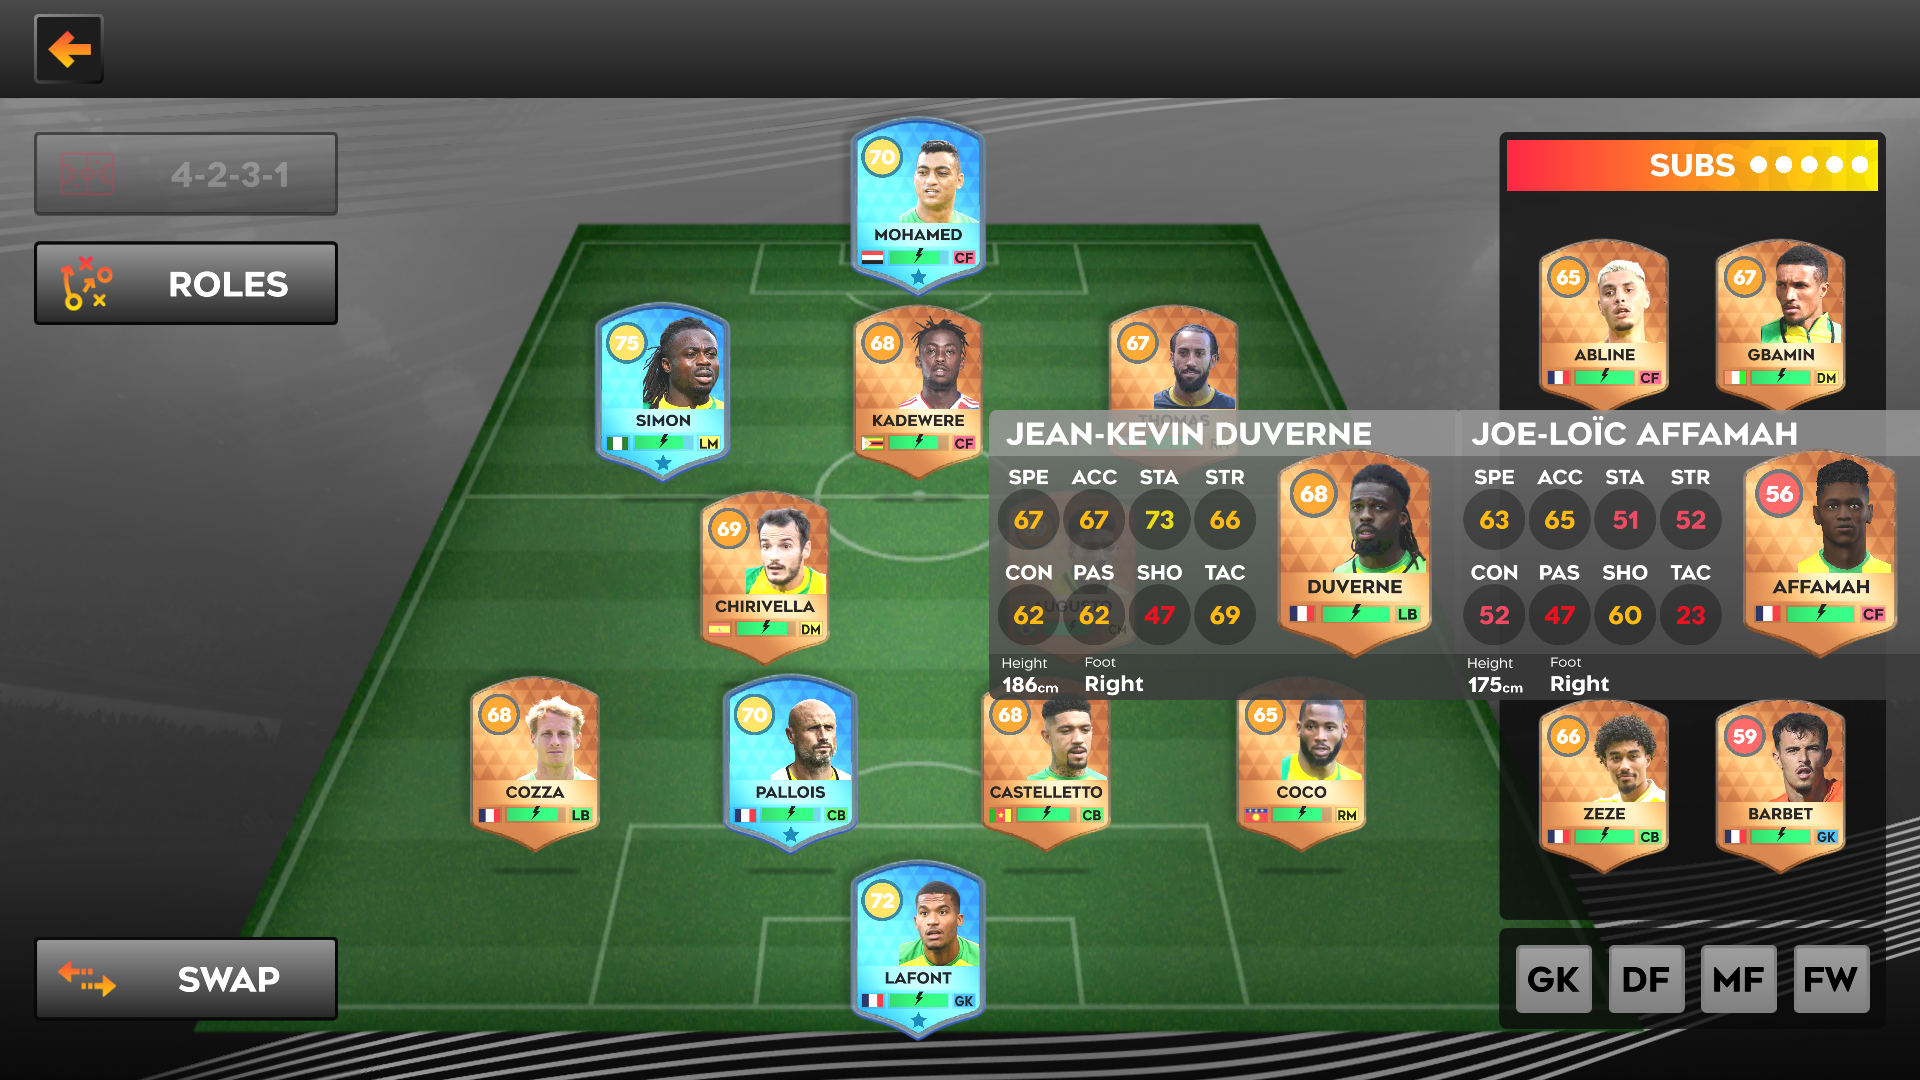 4-2-3-1
ROLES
SWAP
70
MOHAMED
CF
75
SIMON
LM
68
KADEWERE
CF
67
THOMAS
69
CHIRIVELLA
DM
AUGUSTO
CM
68
COZZA
LB
70
PALLOIS
CB
68
CASTELLETTO
CB
65
COCO
RM
72
LAFONT
GK
JEAN-KEVIN DUVERNE
SPE ACC STA STR
67 67 73 66
CON PAS SHO TAC
62 62 47 69
Height Foot
186cm Right
68
DUVERNE
LB
JOE-LOÏC AFFAMAH
SPE ACC STA STR
63 65 51 52
CON PAS SHO TAC
52 47 60 23
Height Foot
175cm Right
56
AFFAMAH
CF
SUBS
65
ABLINE
CF
67
GBAMIN
DM
66
ZEZE
CB
59
BARBET
GK
GK DF MF FW